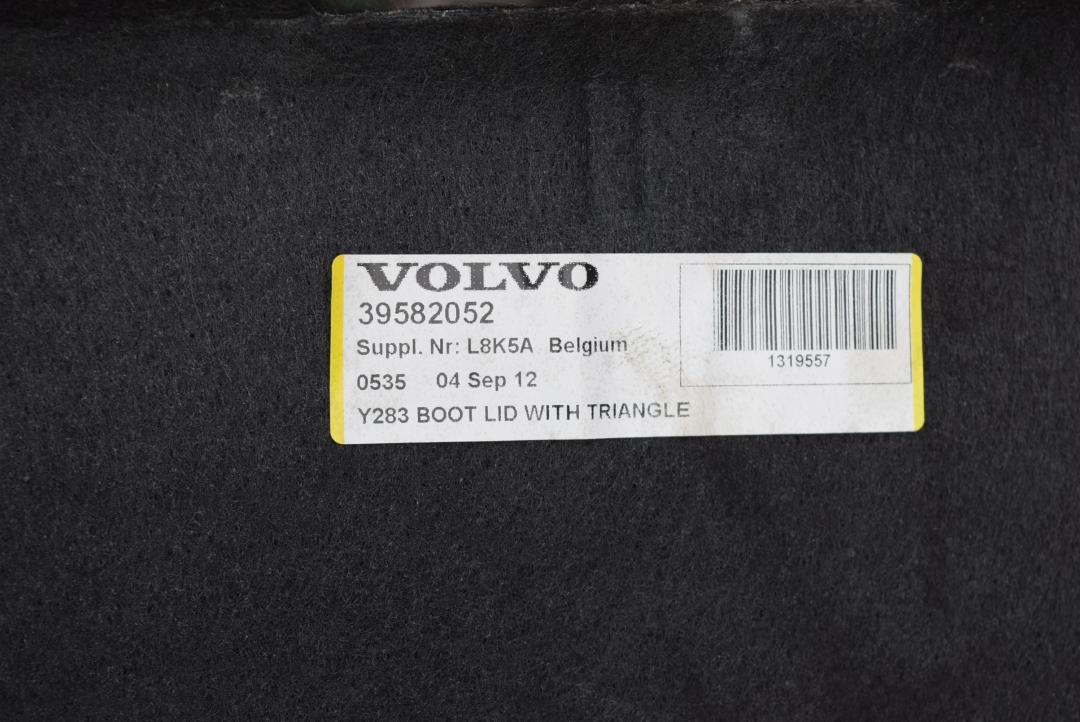 VOLVO
39582052
Suppl. Nr: L8K5A Belgium
0535 04 Sep 12
Y283 BOOT LID WITH TRIANGLE
1319557